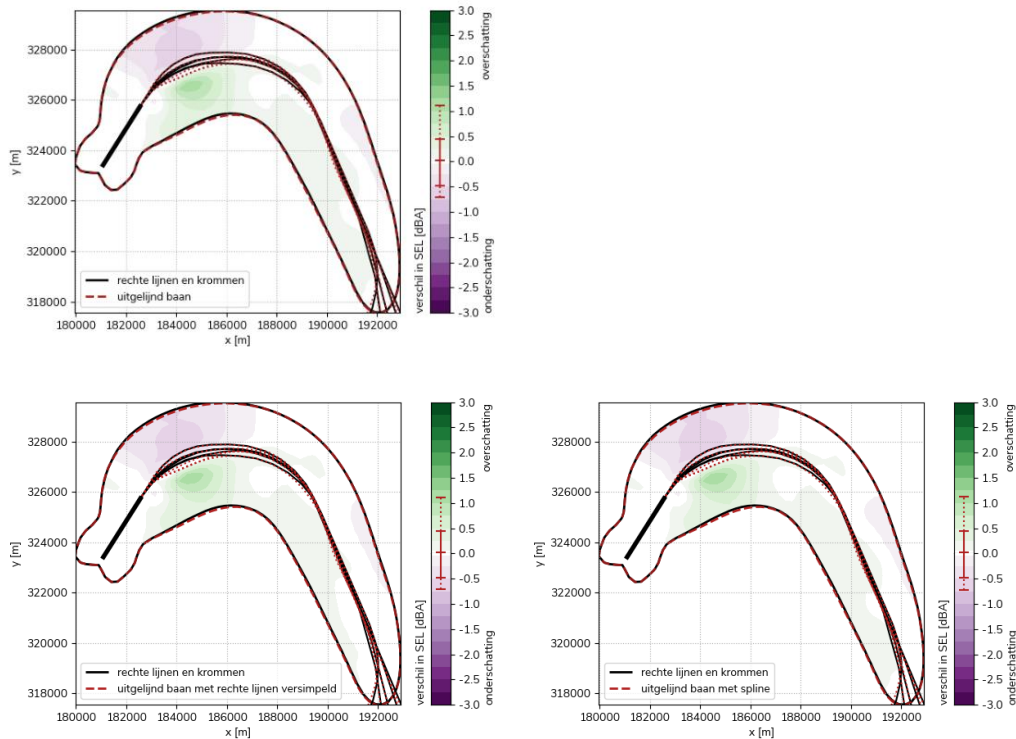 328000
326000
324000
322000
320000
318000
y [m]
180000 182000 184000 186000 188000 190000 192000
x [m]
rechte lijnen en krommen
uitgelijnd baan
3.0
2.5
2.0
1.5
1.0
0.5
0.0
-0.5
-1.0
-1.5
-2.0
-2.5
-3.0
verschil in SEL [dBA]
overschatting
onderschatting
328000
326000
324000
322000
320000
318000
y [m]
180000 182000 184000 186000 188000 190000 192000
x [m]
rechte lijnen en krommen
uitgelijnd baan met rechte lijnen versimpeld
3.0
2.5
2.0
1.5
1.0
0.5
0.0
-0.5
-1.0
-1.5
-2.0
-2.5
-3.0
verschil in SEL [dBA]
overschatting
onderschatting
328000
326000
324000
322000
320000
318000
y [m]
180000 182000 184000 186000 188000 190000 192000
x [m]
rechte lijnen en krommen
uitgelijnd baan met spline
3.0
2.5
2.0
1.5
1.0
0.5
0.0
-0.5
-1.0
-1.5
-2.0
-2.5
-3.0
verschil in SEL [dBA]
overschatting
onderschatting